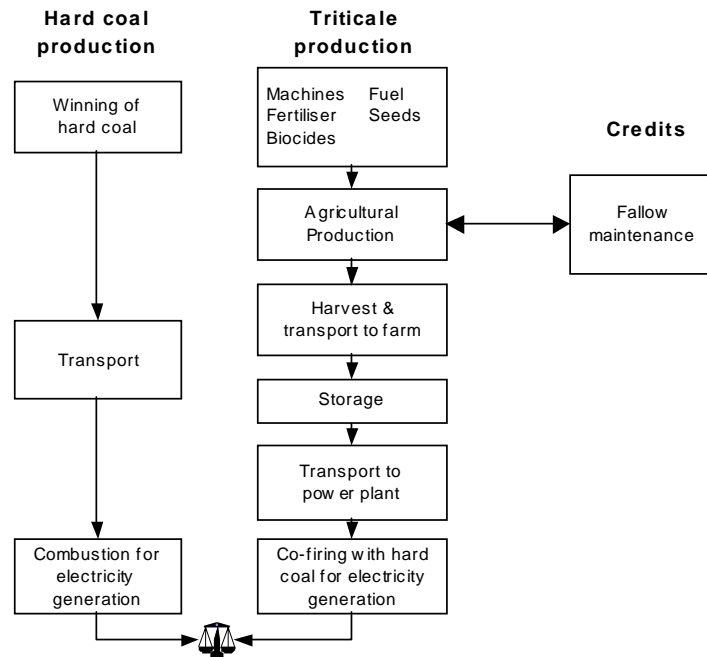 Hard coal
production
Winning of
hard coal
Transport
Combustion for
electricity
generation
Triticale
production
Machines Fuel
Fertiliser Seeds
Biocides
Agricultural
Production
Harvest &
transport to farm
Storage
Transport to
power plant
Co-firing with hard
coal for electricity
generation
Credits
Fallow
maintenance